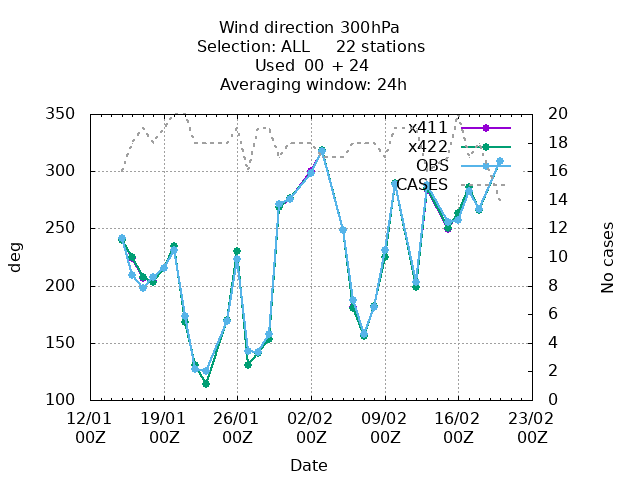 Wind direction 300hPa
Selection: ALL 22 stations
Used 00 + 24
Averaging window: 24h
350 20
x411 18
x422
300 OBS 16
CASES 14
250 12
deg 200 10 No cases
8
6
150 4
2
100 0
12/01 19/01 26/01 02/02 09/02 16/02 23/02
00Z 00Z 00Z 00Z 00Z 00Z 00Z
Date